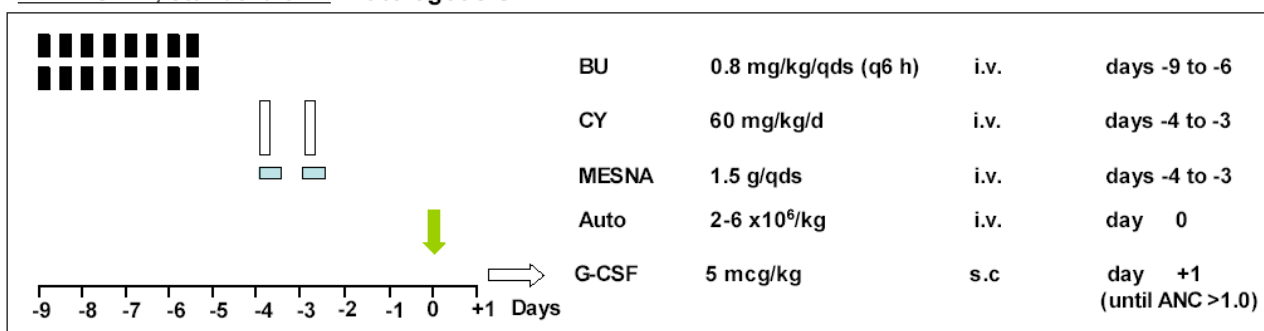 BU 0.8 mg/kg/qds (q6 h) i.v. days -9 to -6
CY 60 mg/kg/d i.v. days -4 to -3
MESNA 1.5 g/qds i.v. days -4 to -3
Auto 2-6 x10⁶/kg i.v. day 0
G-CSF 5 mcg/kg s.c day +1
(until ANC >1.0)
-9 -8 -7 -6 -5 -4 -3 -2 -1 0 +1 Days